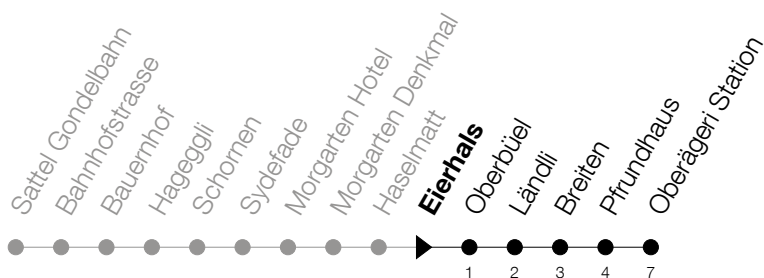 Sattel Gondelbahn
Bahnhofstrasse
Bauernhof
Hageggli
Schornen
Sydefade
Morgarten Hotel
Morgarten Denkmal
Haselmatt
Eierhals
Oberbüel
Ländli
Breiten
Pfrundhaus
Oberägeri Station
1 2 3 4 7